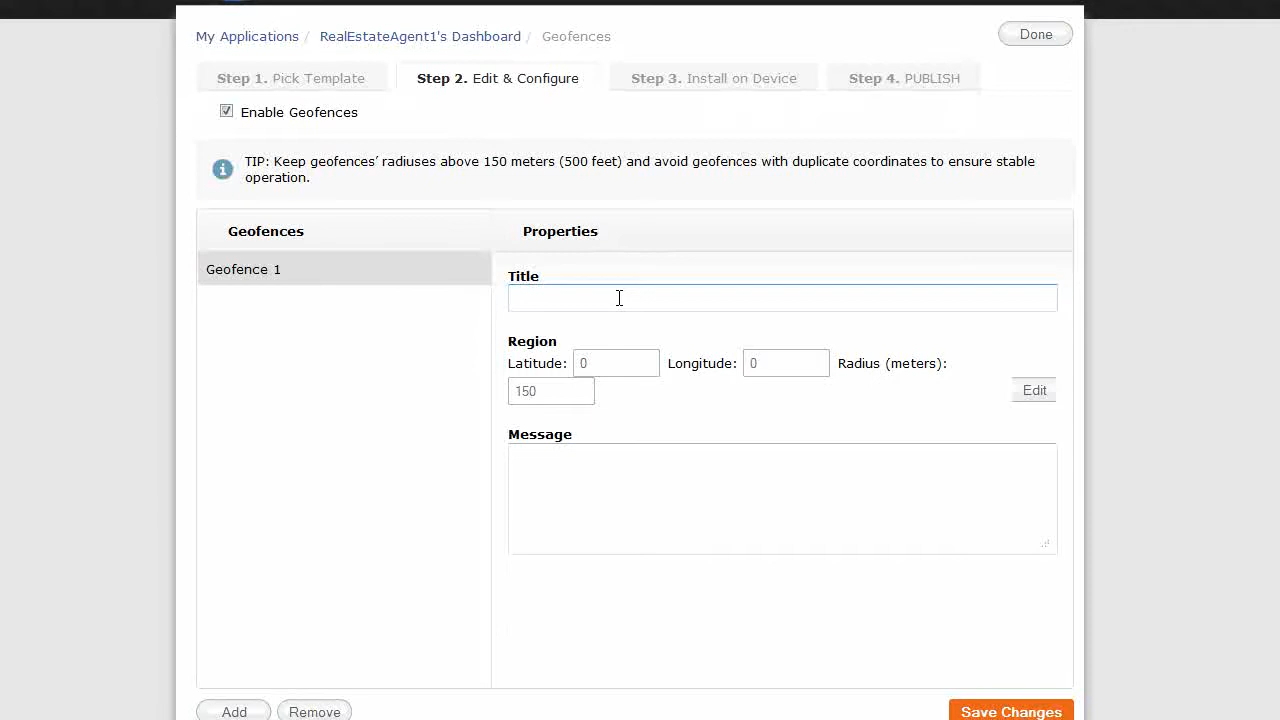 My Applications / RealEstateAgent1's Dashboard / Geofences
Done
Step 1. Pick Template
Step 2. Edit & Configure
Step 3. Install on Device
Step 4. PUBLISH
Enable Geofences
TIP: Keep geofences' radiuses above 150 meters (500 feet) and avoid geofences with duplicate coordinates to ensure stable
operation.
Geofences
Properties
Geofence 1
Title
Region
Latitude: 0 Longitude: 0 Radius (meters):
150
Edit
Message
Add
Remove
Save Changes